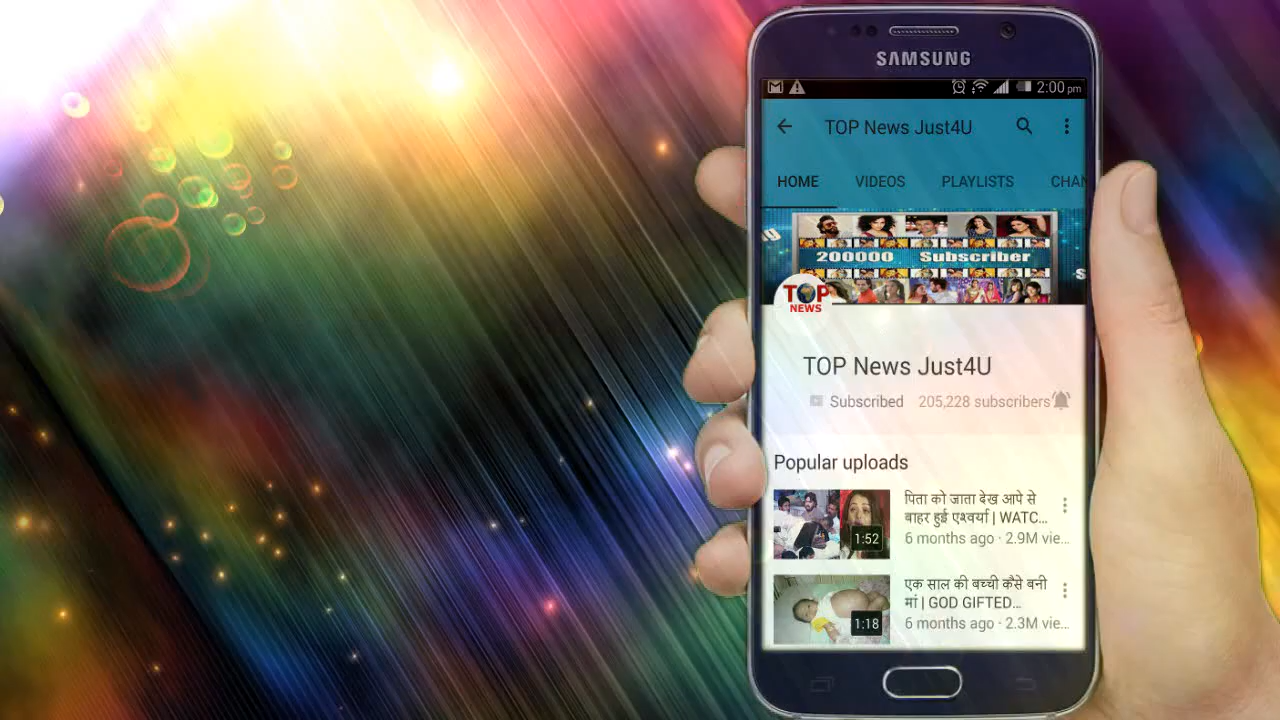 SAMSUNG
2:00 pm
TOP News Just4U
HOME VIDEOS PLAYLISTS CHAN
200000 Subscriber
TOP
NEWS
TOP News Just4U
Subscribed 205,228 subscribers
Popular uploads
पिता को जाता देख आपे से
बाहर हुई एश्वर्या | WATC...
6 months ago · 2.9M vie...
1:52
एक साल की बच्ची कैसे बनी
मां | GOD GIFTED...
6 months ago · 2.3M vie...
1:18